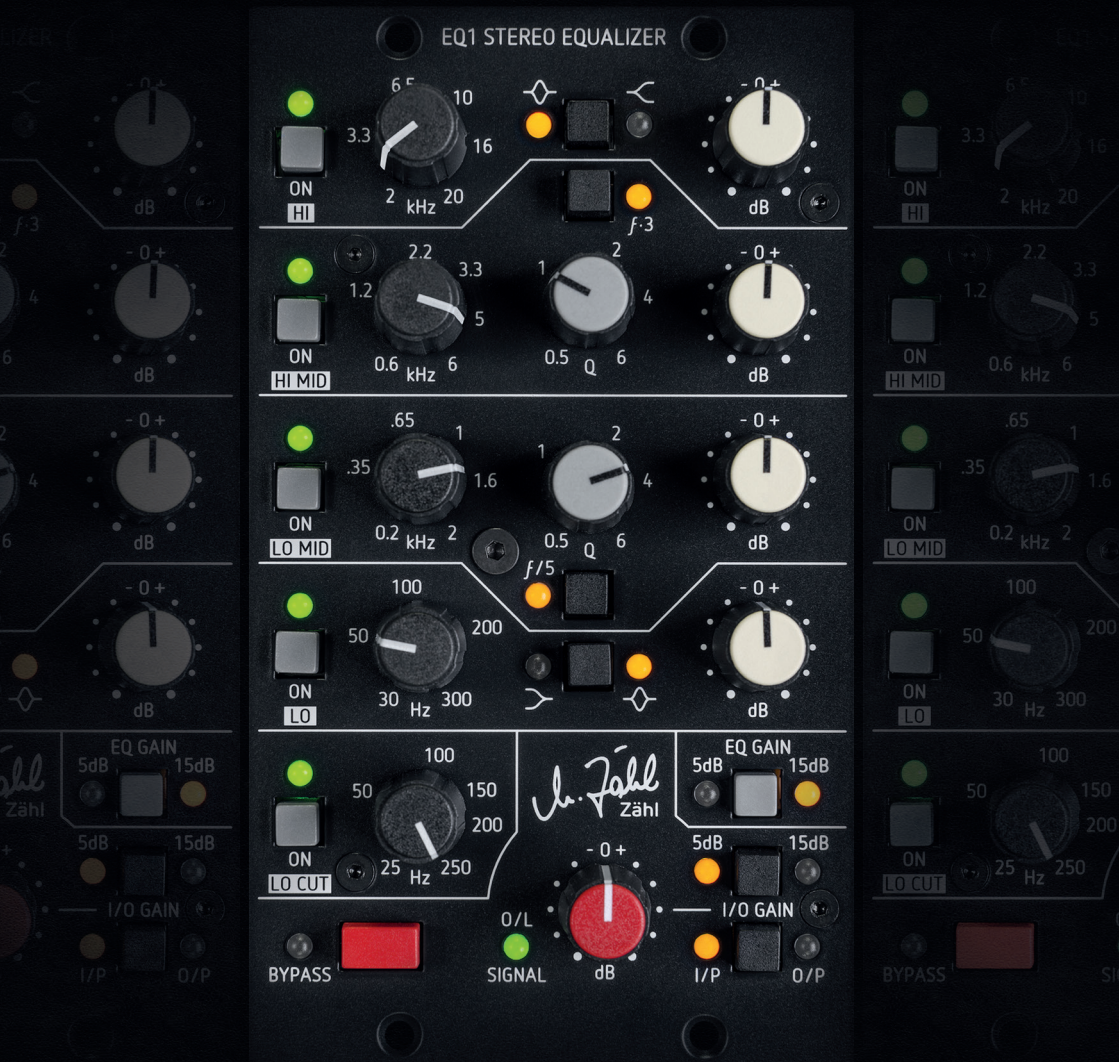 EQ1 STEREO EQUALIZER
6.5
10
3.3
16
2 kHz 20
- 0 +
dB
ON
HI
f·3
2.2
1.2
3.3
5
0.6 kHz 6
2
1
4
0.5 Q 6
- 0 +
dB
ON
HI MID
.65
.35
1
1.6
0.2 kHz 2
2
1
4
0.5 Q 6
- 0 +
dB
ON
LO MID
f/5
100
50
200
30 Hz 300
- 0 +
dB
ON
LO
100
50
150
200
25 Hz 250
ON
LO CUT
Zähl
EQ GAIN
5dB 15dB
5dB 15dB
I/O GAIN
I/P O/P
- 0 +
dB
O/L
SIGNAL
BYPASS